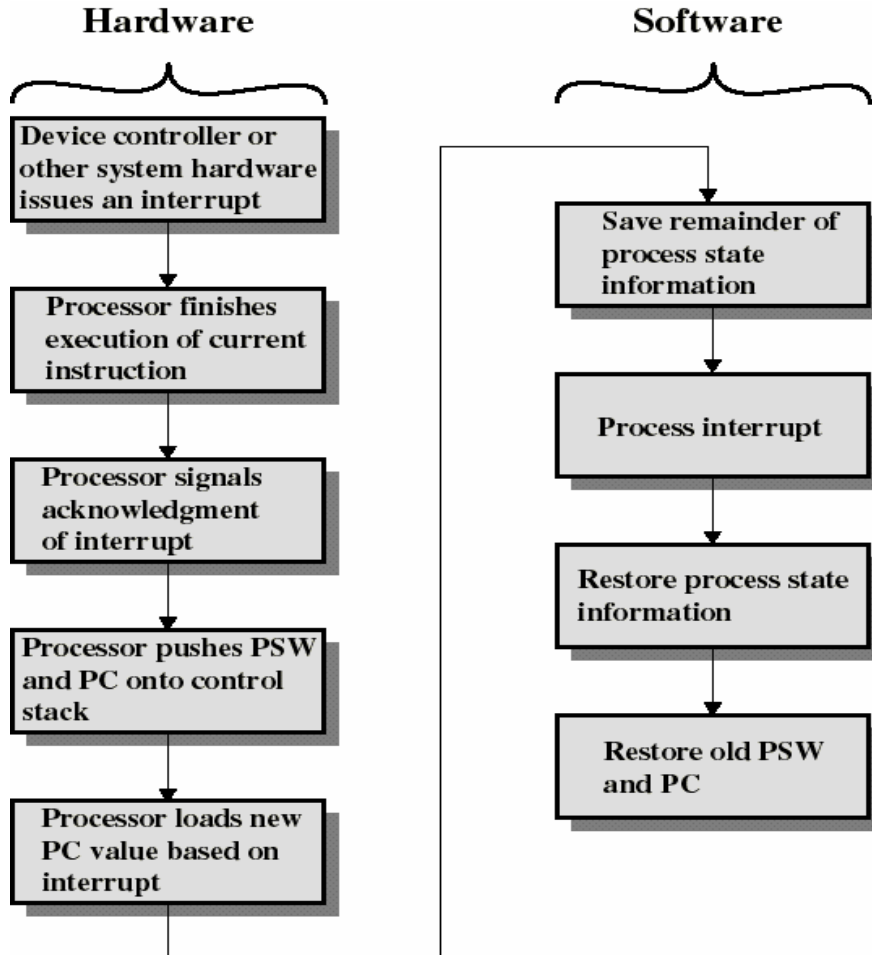 Hardware
Device controller or
other system hardware
issues an interrupt
Processor finishes
execution of current
instruction
Processor signals
acknowledgment
of interrupt
Processor pushes PSW
and PC onto control
stack
Processor loads new
PC value based on
interrupt
Software
Save remainder of
process state
information
Process interrupt
Restore process state
information
Restore old PSW
and PC